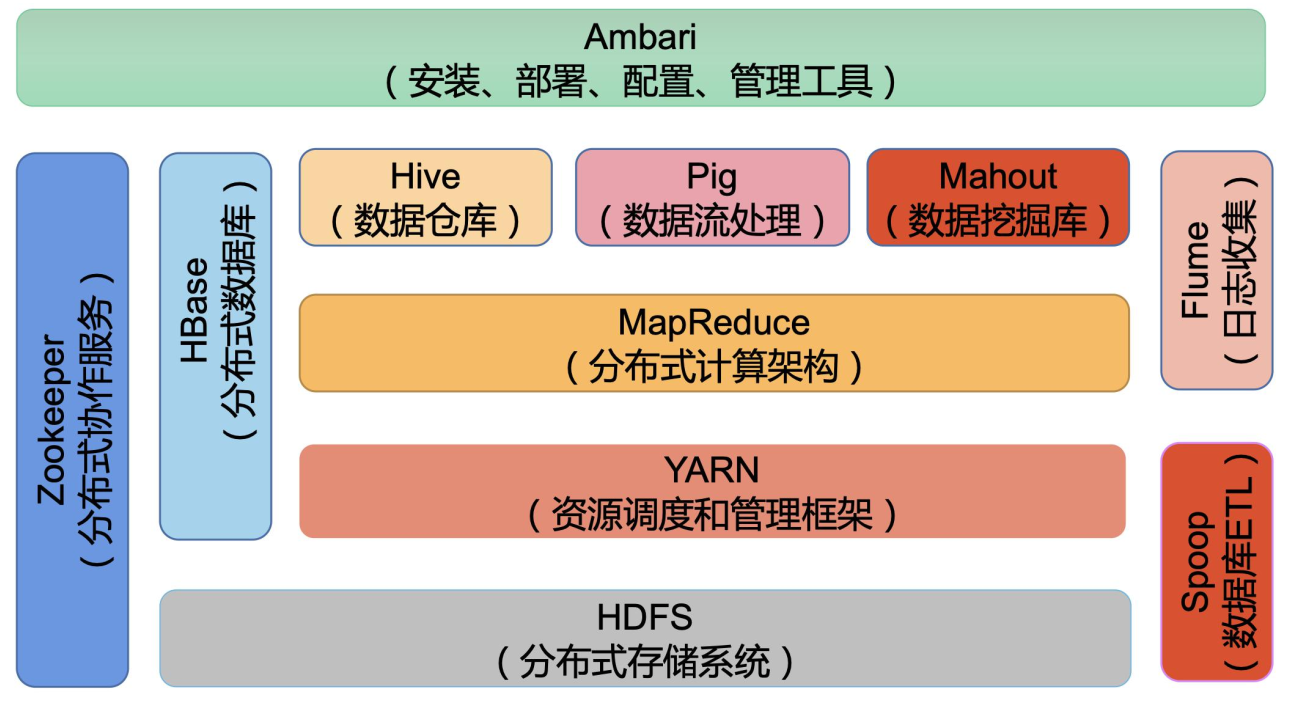 Ambari
（安装、部署、配置、管理工具）
Zookeeper
（分布式协作服务）
HBase
（分布式数据库）
Hive
（数据仓库）
Pig
（数据流处理）
Mahout
（数据挖掘库）
Flume
（日志收集）
MapReduce
（分布式计算架构）
YARN
（资源调度和管理框架）
Spoop
（数据库ETL）
HDFS
（分布式存储系统）